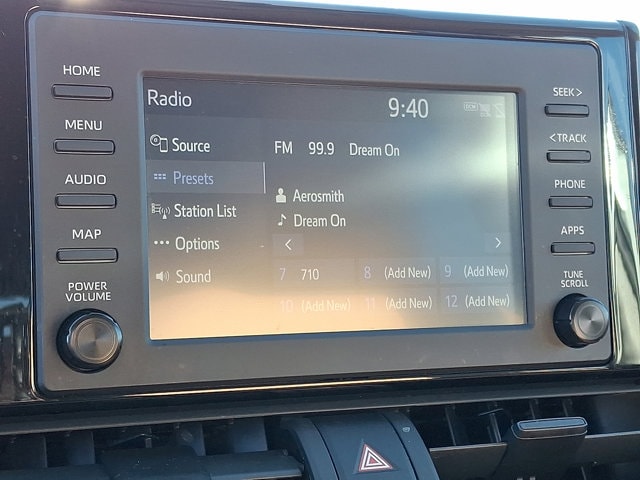 HOME
MENU
AUDIO
MAP
POWER
VOLUME
Radio
9:40
Source
Presets
Station List
Options
Sound
FM 99.9 Dream On
Aerosmith
Dream On
< >
7 710 8 (Add New) 9 (Add New)
10 (Add New) 11 (Add New) 12 (Add New)
SEEK >
< TRACK
PHONE
APPS
TUNE
SCROLL